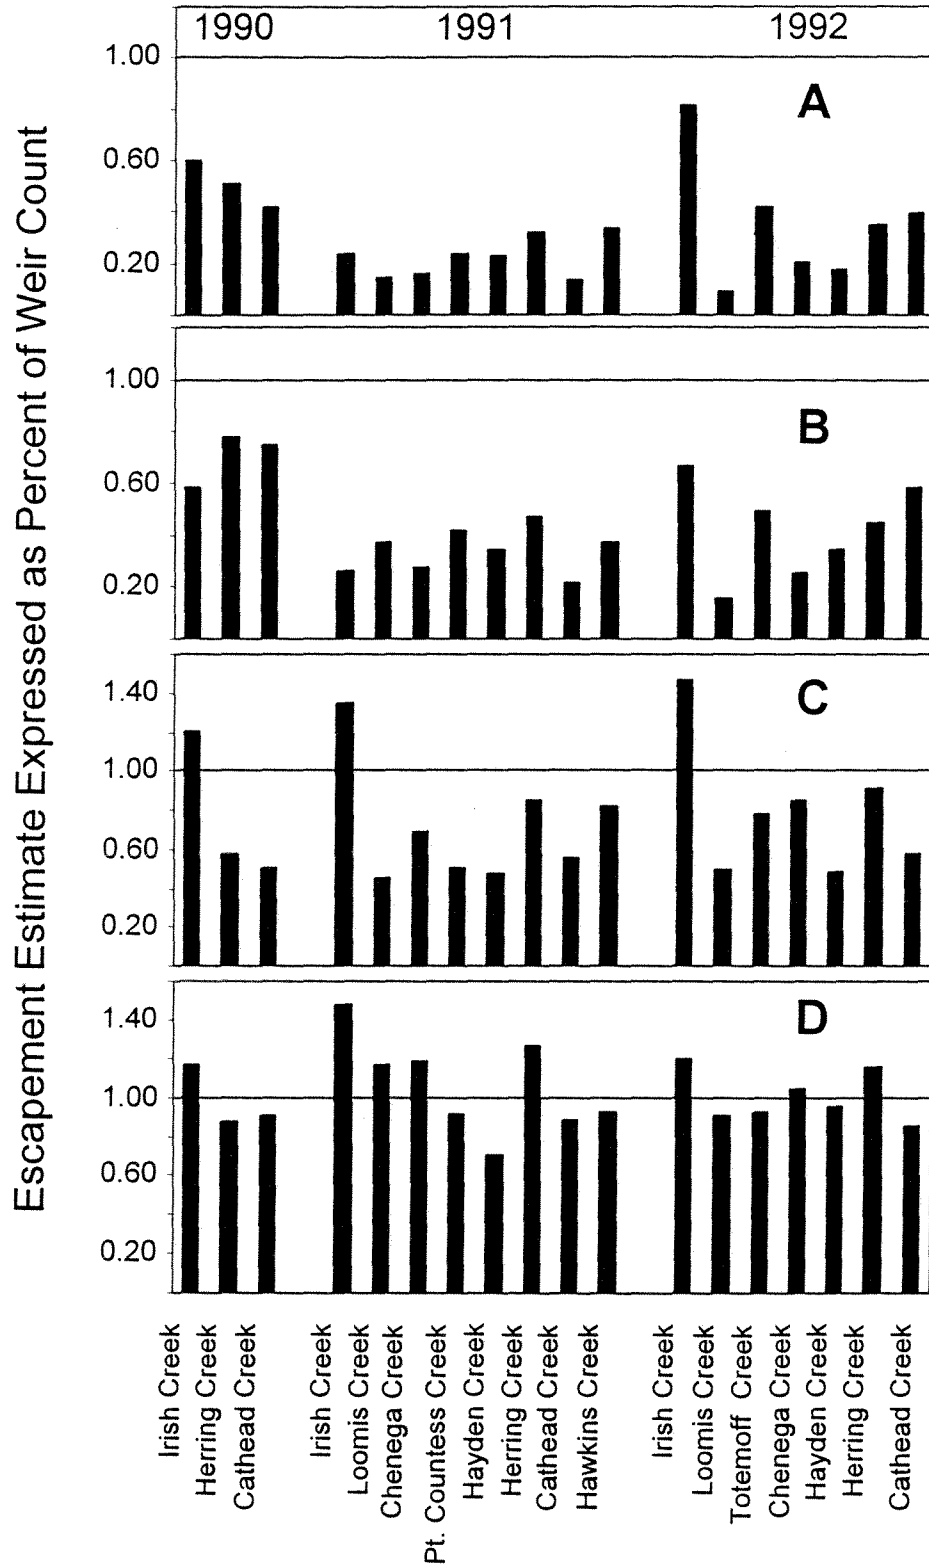 1990 1991 1992
Escapement Estimate Expressed as Percent of Weir Count
A
1.00
0.60
0.20
B
1.00
0.60
0.20
C
1.40
1.00
0.60
0.20
D
1.40
1.00
0.60
0.20
Irish Creek
Herring Creek
Cathead Creek
Irish Creek
Loomis Creek
Chenega Creek
Pt. Countess Creek
Hayden Creek
Herring Creek
Cathead Creek
Hawkins Creek
Irish Creek
Loomis Creek
Totemoff Creek
Chenega Creek
Hayden Creek
Herring Creek
Cathead Creek